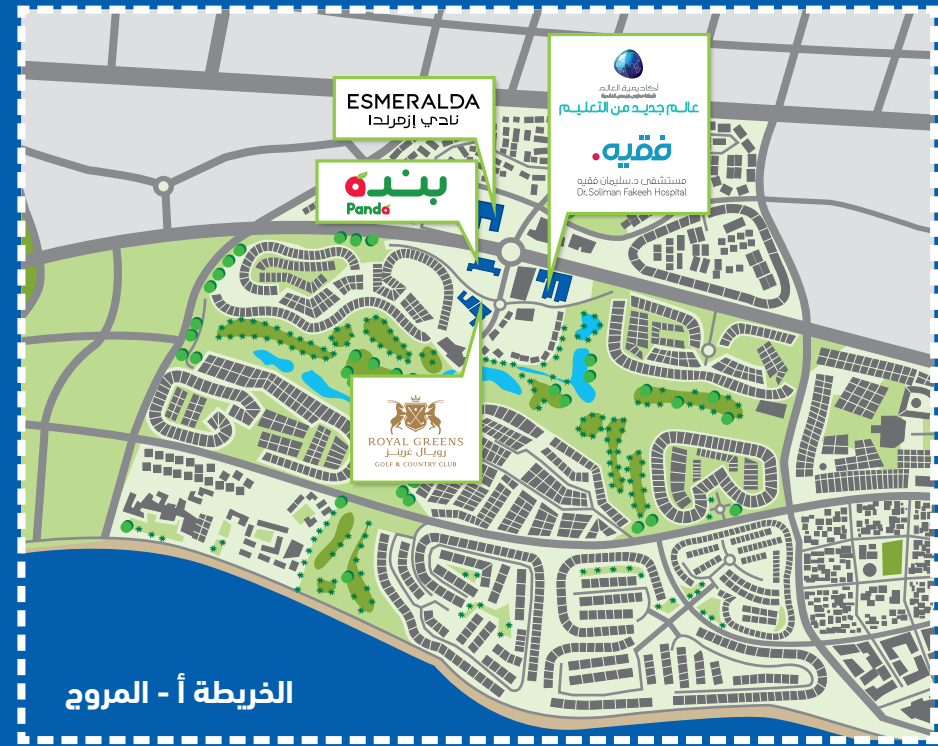 أكاديمية العالم
عالم جديد من التعليم
فقيه
مستشفى د.سليمان فقيه
Dr. Soliman Fakeeh Hospital
ESMERALDA
نادي إزمرلدا
بنده
Panda
ROYAL GREENS
رويال غرينز
GOLF & COUNTRY CLUB
الخريطة أ - المروج